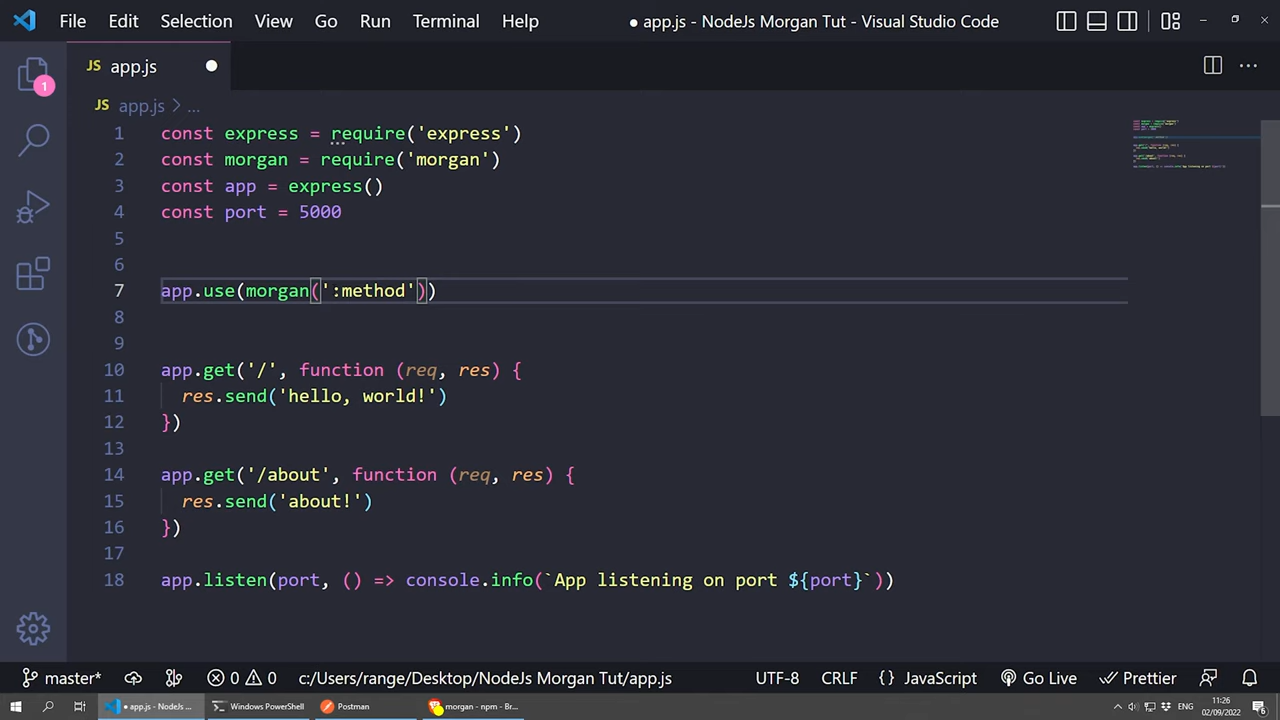 File Edit Selection View Go Run Terminal Help ● app.js - NodeJs Morgan Tut - Visual Studio Code
JS app.js ●
1
JS app.js > ...
1 const express = require('express')
2 const morgan = require('morgan')
3 const app = express()
4 const port = 5000
5
6
7 app.use(morgan(':method'))
8
9
10 app.get('/', function (req, res) {
11 res.send('hello, world!')
12 })
13
14 app.get('/about', function (req, res) {
15 res.send('about!')
16 })
17
18 app.listen(port, () => console.info(`App listening on port ${port}`))
master* 0 0 c:/Users/range/Desktop/NodeJs Morgan Tut/app.js UTF-8 CRLF { } JavaScript Go Live Prettier
● app.js - NodeJs ... Windows PowerShell Postman morgan - npm - Br... ENG 11:26
02/09/2022 6